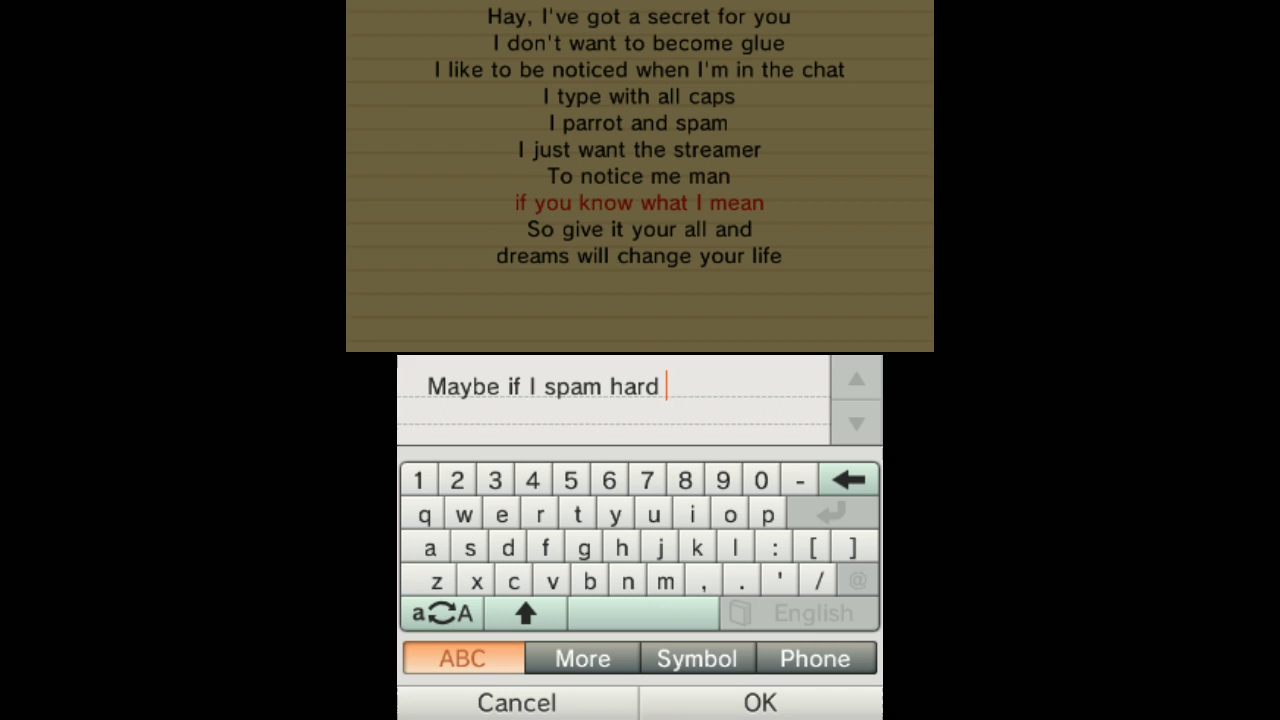 Hay, I've got a secret for you
I don't want to become glue
I like to be noticed when I'm in the chat
I type with all caps
I parrot and spam
I just want the streamer
To notice me man
if you know what I mean
So give it your all and
dreams will change your life
Maybe if I spam hard
1 2 3 4 5 6 7 8 9 0 -
q w e r t y u i o p
a s d f g h j k l : [ ]
z x c v b n m , . ' / @
a A English
ABC More Symbol Phone
Cancel OK